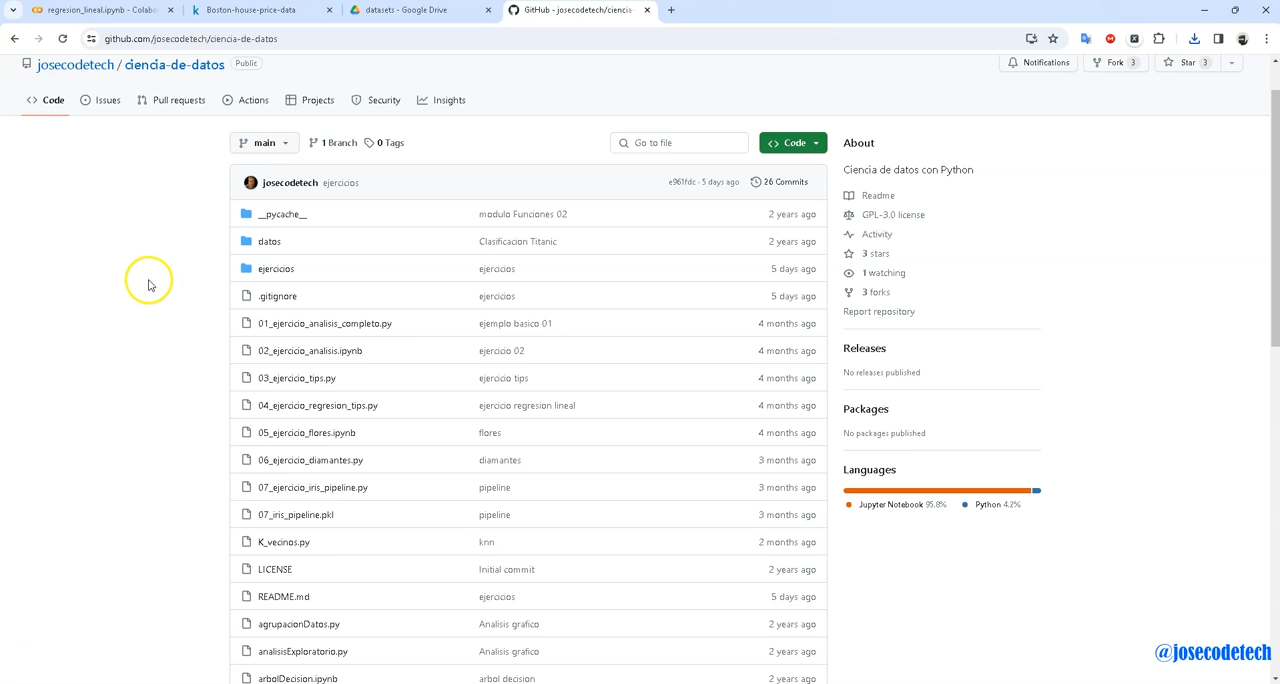 regresion_lineal.ipynb - Colabo
Boston-house-price-data
datasets - Google Drive
GitHub - josecodetech/ciencia-
github.com/josecodetech/ciencia-de-datos
josecodetech / ciencia-de-datos Public
Notifications
Fork 3
Star 3
Code
Issues
Pull requests
Actions
Projects
Security
Insights
main
1 Branch
0 Tags
Go to file
Code
josecodetech ejercicios e961fdc · 5 days ago 26 Commits
__pycache__ modulo Funciones 02 2 years ago
datos Clasificacion Titanic 2 years ago
ejercicios ejercicios 5 days ago
.gitignore ejercicios 5 days ago
01_ejercicio_analisis_completo.py ejemplo basico 01 4 months ago
02_ejercicio_analisis.ipynb ejercicio 02 4 months ago
03_ejercicio_tips.py ejercicio tips 4 months ago
04_ejercicio_regresion_tips.py ejercicio regresion lineal 4 months ago
05_ejercicio_flores.ipynb flores 4 months ago
06_ejercicio_diamantes.py diamantes 3 months ago
07_ejercicio_iris_pipeline.py pipeline 3 months ago
07_iris_pipeline.pkl pipeline 3 months ago
K_vecinos.py knn 2 months ago
LICENSE Initial commit 2 years ago
README.md ejercicios 5 days ago
agrupacionDatos.py Analisis grafico 2 years ago
analisisExploratorio.py Analisis grafico 2 years ago
arbolDecision.ipynb arbol decision 2 years ago
About
Ciencia de datos con Python
Readme
GPL-3.0 license
Activity
3 stars
1 watching
3 forks
Report repository
Releases
No releases published
Packages
No packages published
Languages
Jupyter Notebook 95.8% Python 4.2%
@josecodetech